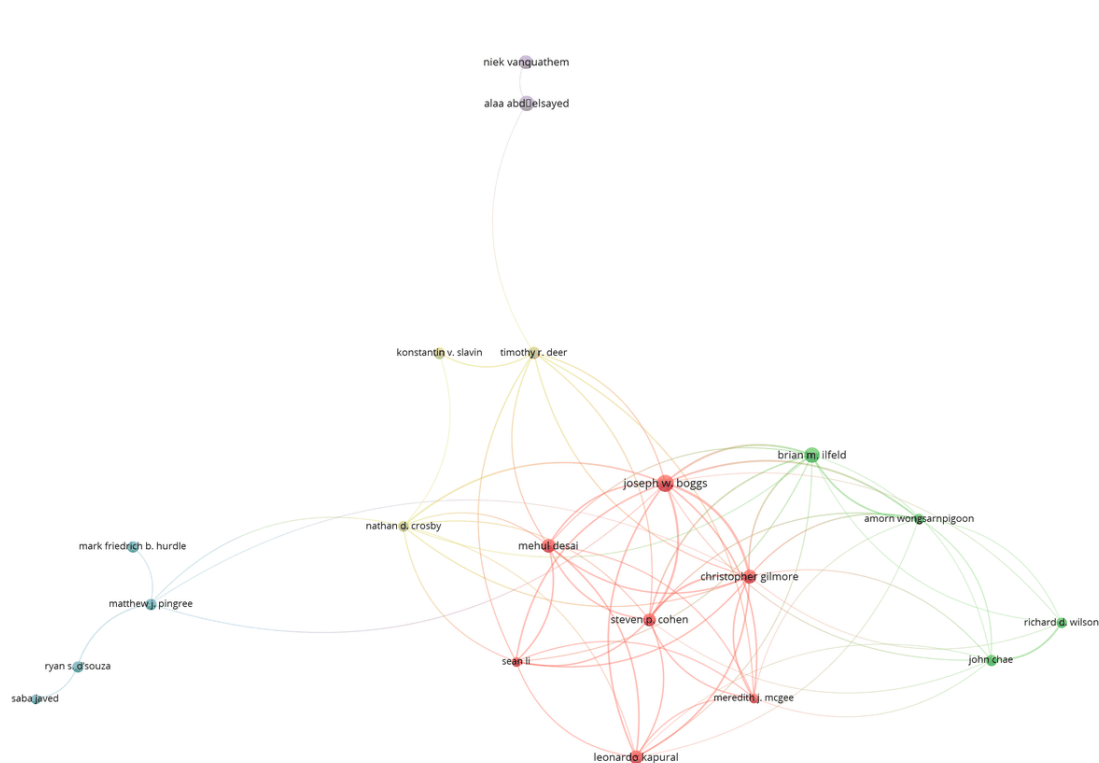 niek vanquathem
alaa abd▯elsayed
konstantin v. slavin
timothy r. deer
brian m. ilfeld
joseph w. boggs
amorn wongsarnpigoon
nathan d. crosby
mark friedrich b. hurdle
mehul desai
christopher gilmore
matthew j. pingree
steven p. cohen
richard d. wilson
sean li
john chae
ryan s. d'souza
saba javed
meredith j. mcgee
leonardo kapural